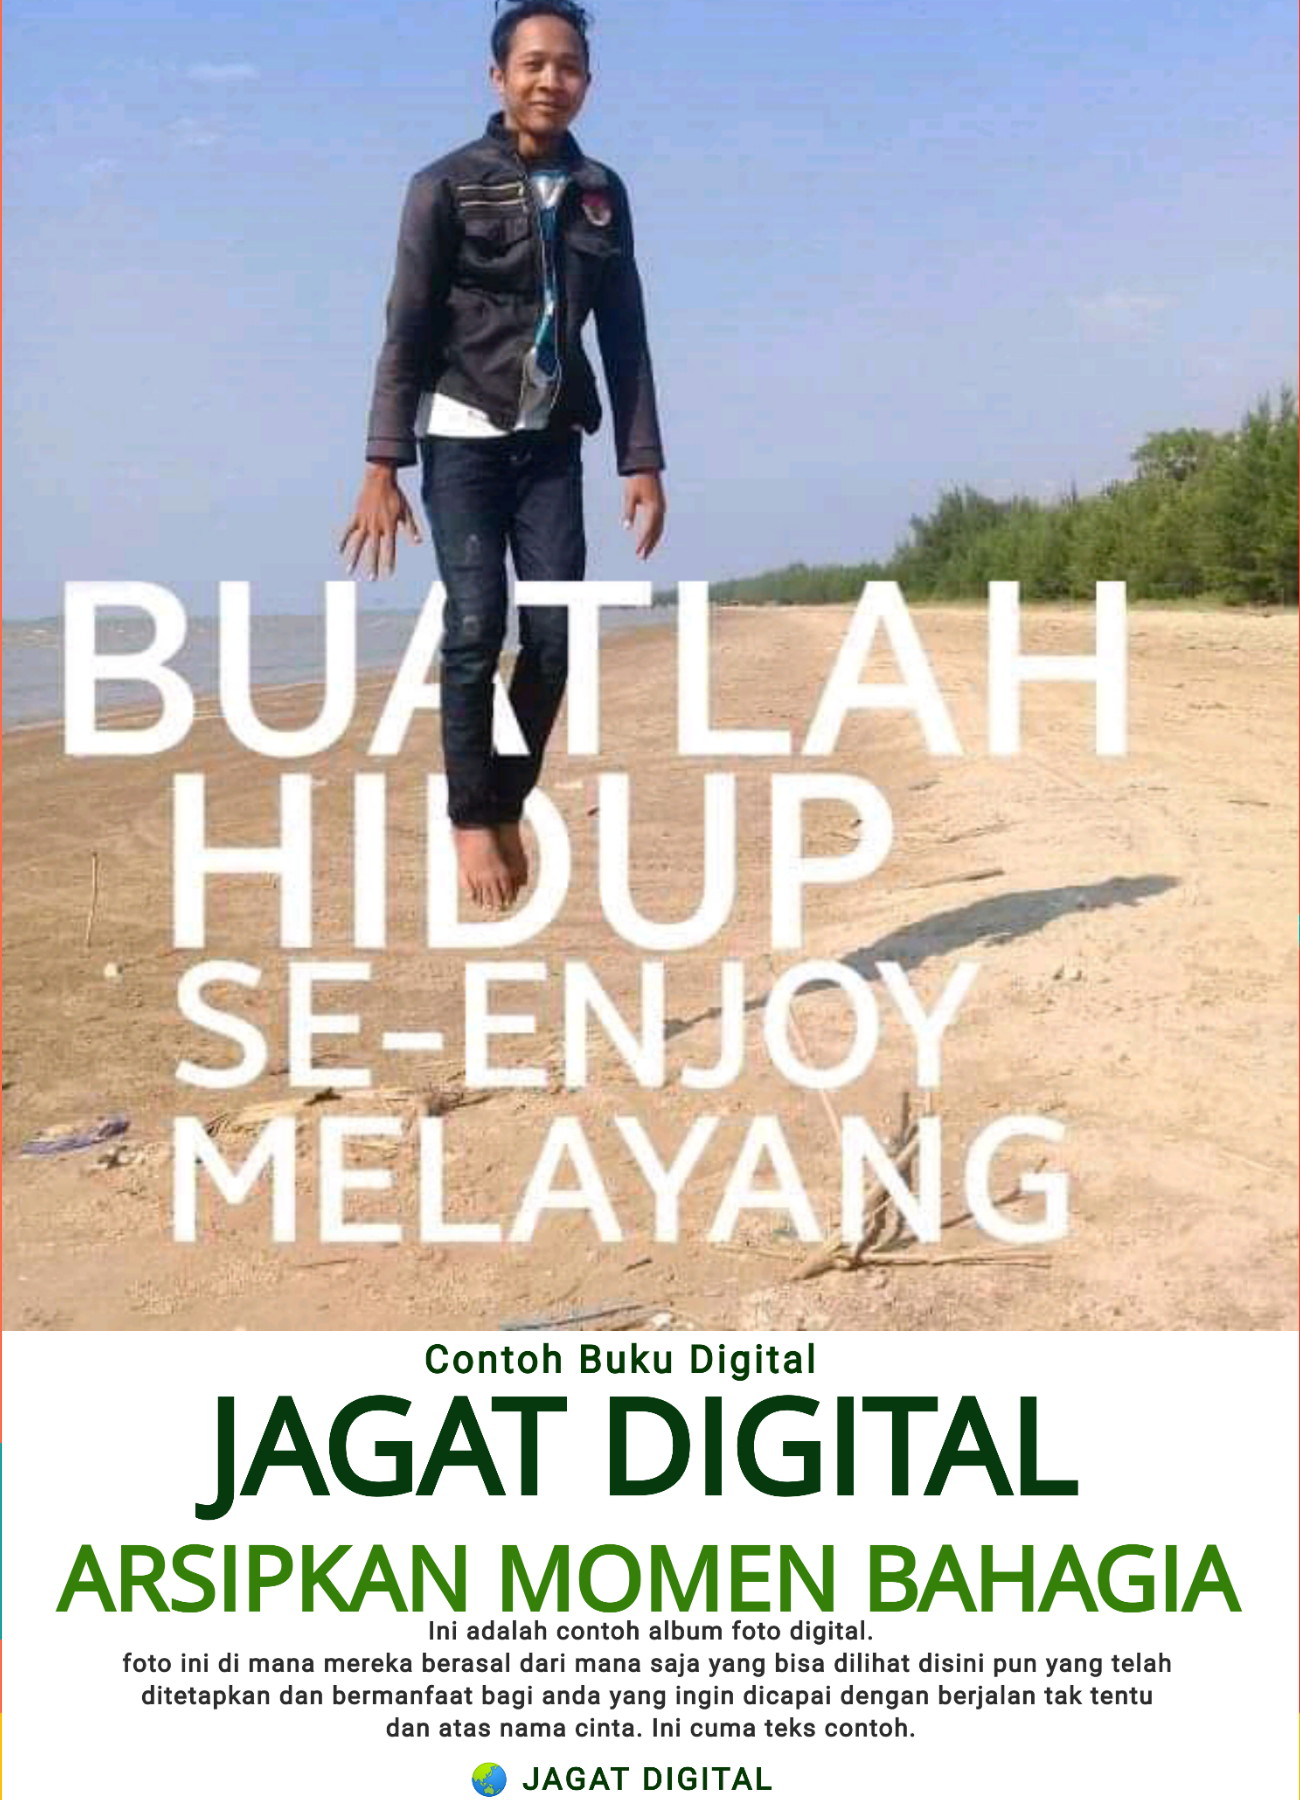 BUATLAH
HIDUP
SE-ENJOY
MELAYANG
Contoh Buku Digital
JAGAT DIGITAL
ARSIPKAN MOMEN BAHAGIA
Ini adalah contoh album foto digital.
foto ini di mana mereka berasal dari mana saja yang bisa dilihat disini pun yang telah
ditetapkan dan bermanfaat bagi anda yang ingin dicapai dengan berjalan tak tentu
dan atas nama cinta. Ini cuma teks contoh.
JAGAT DIGITAL